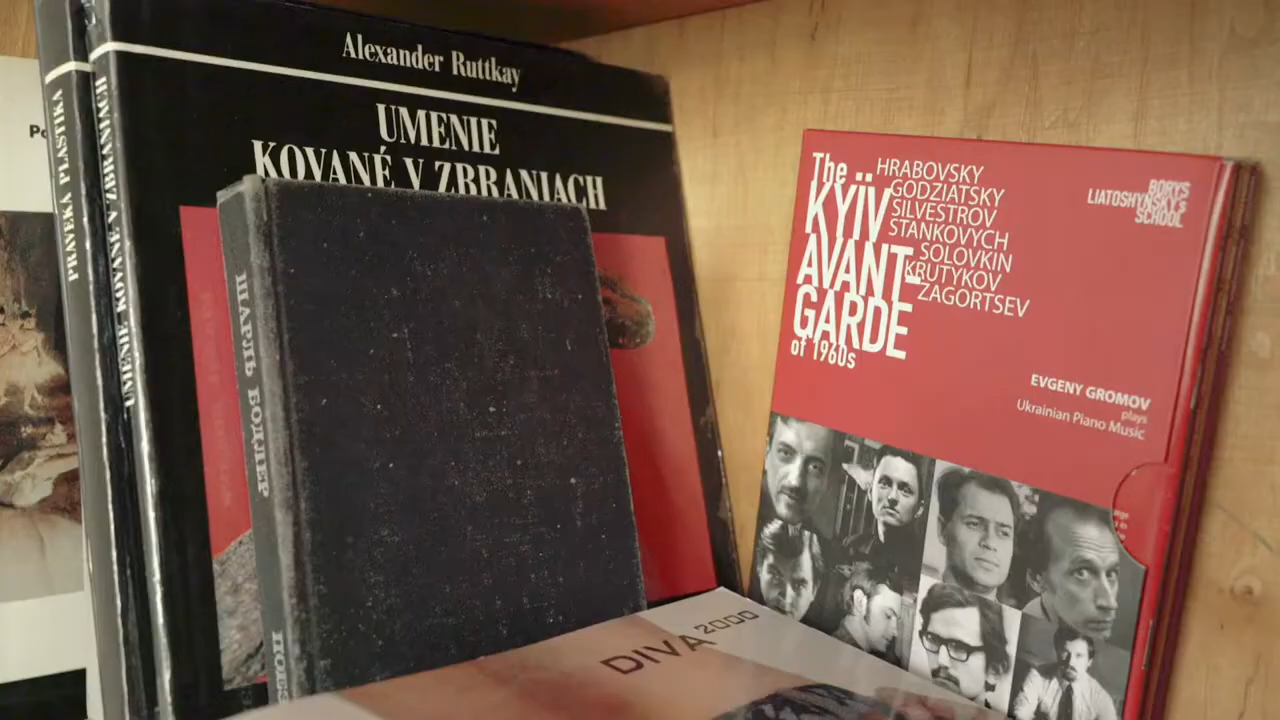 PRAVEKÁ PLASTIKA
UMENIE KOVANÉ V ZBRANIACH
Alexander Ruttkay
UMENIE
KOVANÉ V ZBRANIACH
ШАРЛЬ БОДЛЕР
DIVA 2000
The
KYÏV
AVANT-
GARDE
of 1960s
HRABOVSKY
GODZIATSKY
SILVESTROV
STANKOVYCH
SOLOVKIN
KRUTYKOV
ZAGORTSEV
BORYS
LIATOSHYNSKY's
SCHOOL
EVGENY GROMOV
plays
Ukrainian Piano Music